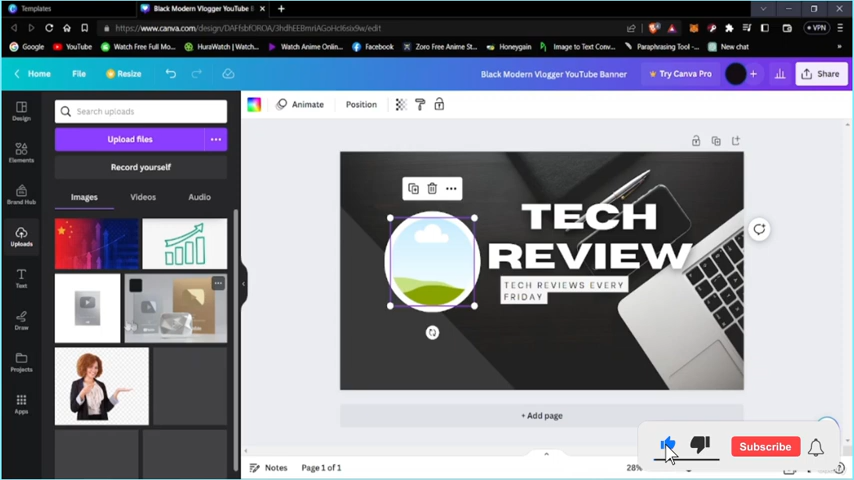 Templates
Black Modern Vlogger YouTube B
https://www.canva.com/design/DAFfsbfOROA/3hdhEEBmriAGoHcI6six9w/edit
VPN
Google
YouTube
Watch Free Full Mo...
HuraWatch | Watch...
Watch Anime Online...
Facebook
Zoro Free Anime St...
Honeygain
Image to Text Conv...
Paraphrasing Tool -...
New chat
Home
File
Resize
Black Modern Vlogger YouTube Banner
Try Canva Pro
Share
Design
Elements
Brand Hub
Uploads
Text
Draw
Projects
Apps
Search uploads
Upload files
Record yourself
Images
Videos
Audio
Animate
Position
TECH
REVIEW
TECH REVIEWS EVERY
FRIDAY
+ Add page
Subscribe
Notes
Page 1 of 1
28%